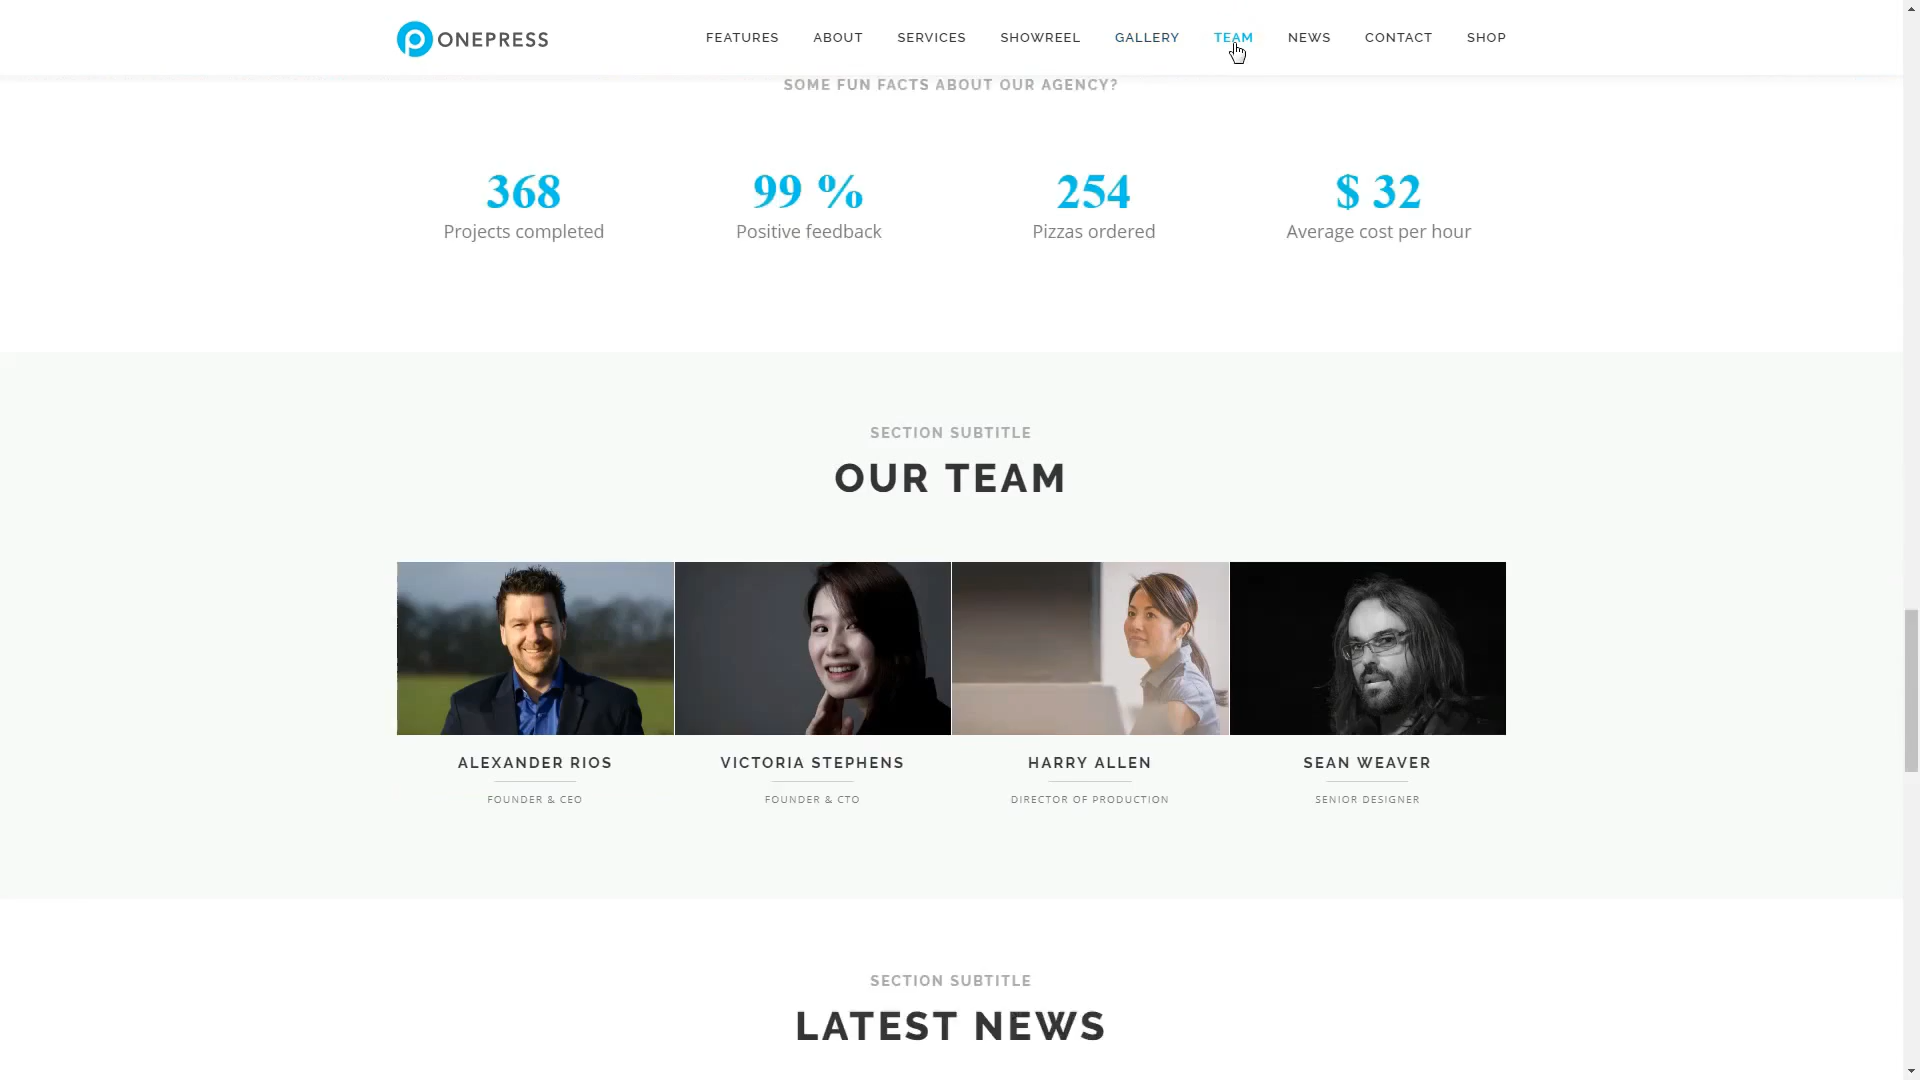 ONEPRESS
FEATURES ABOUT SERVICES SHOWREEL GALLERY TEAM NEWS CONTACT SHOP
SOME FUN FACTS ABOUT OUR AGENCY?
368 99 % 254 $ 32
Projects completed Positive feedback Pizzas ordered Average cost per hour
SECTION SUBTITLE
OUR TEAM
ALEXANDER RIOS VICTORIA STEPHENS HARRY ALLEN SEAN WEAVER
FOUNDER & CEO FOUNDER & CTO DIRECTOR OF PRODUCTION SENIOR DESIGNER
SECTION SUBTITLE
LATEST NEWS